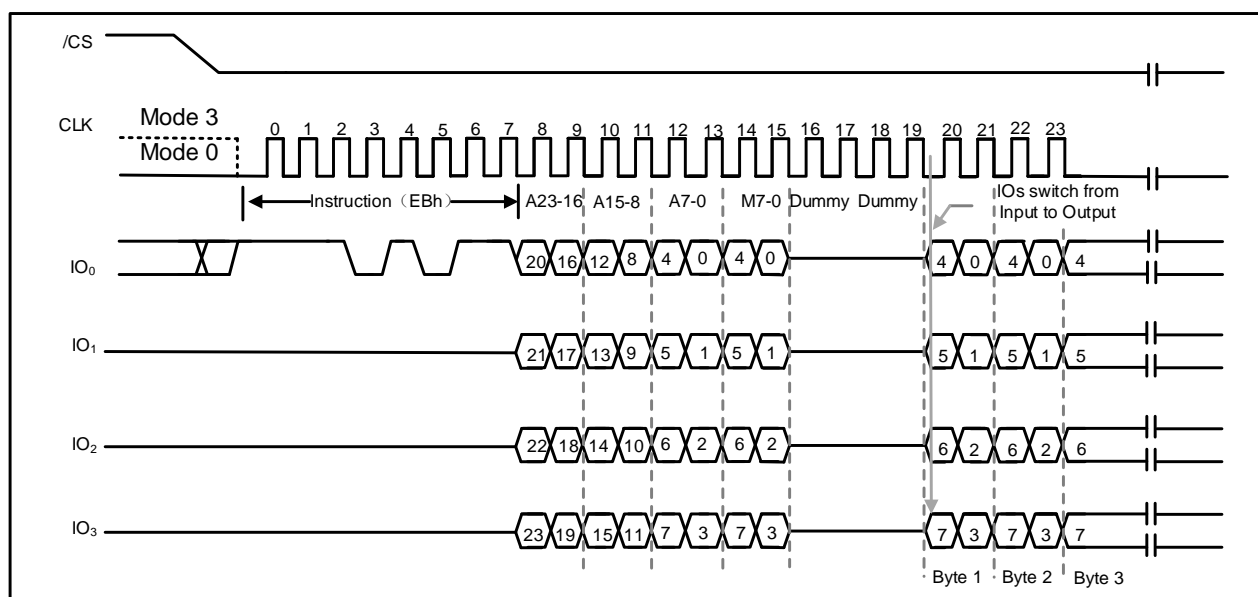 /CS
CLK
Mode 3
Mode 0
0 1 2 3 4 5 6 7 8 9 10 11 12 13 14 15 16 17 18 19 20 21 22 23
Instruction（EBh） A23-16 A15-8 A7-0 M7-0 Dummy Dummy
IOs switch from
Input to Output
IO0 20 16 12 8 4 0 4 0 4 0 4 0 4
IO1 21 17 13 9 5 1 5 1 5 1 5 1 5
IO2 22 18 14 10 6 2 6 2 6 2 6 2 6
IO3 23 19 15 11 7 3 7 3 7 3 7 3 7
Byte 1 Byte 2 Byte 3